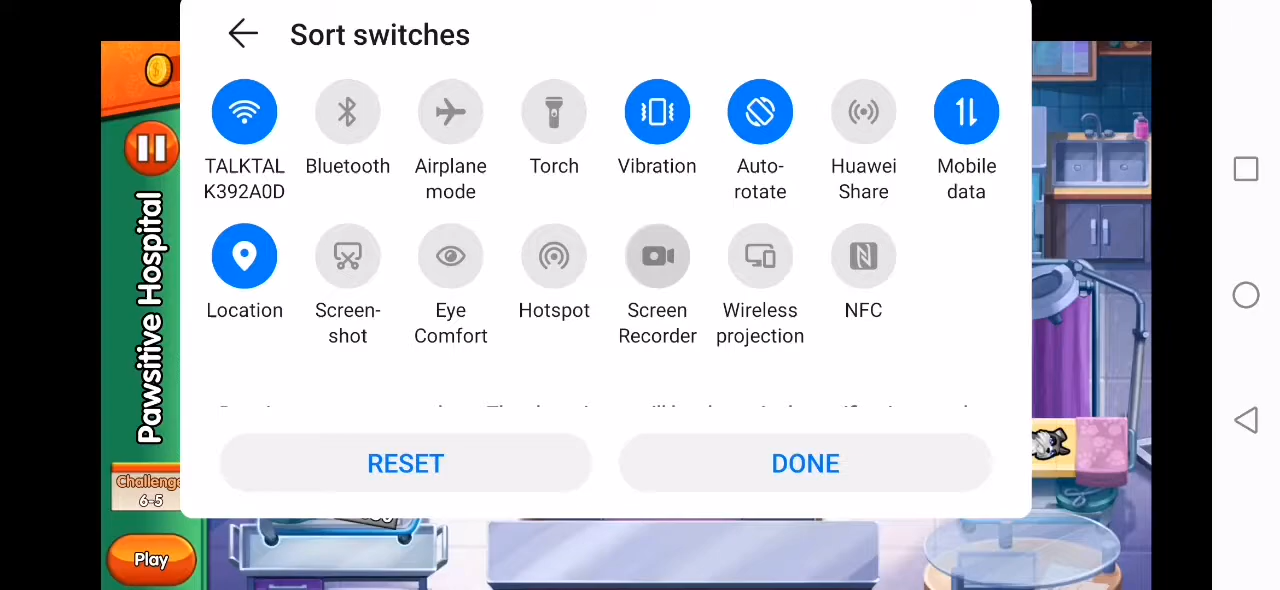 Sort switches
TALKTAL
K392A0D
Bluetooth
Airplane
mode
Torch
Vibration
Auto-
rotate
Huawei
Share
Mobile
data
Location
Screen-
shot
Eye
Comfort
Hotspot
Screen
Recorder
Wireless
projection
NFC
RESET
DONE
Pawsitive Hospital
Challenge
6-5
Play